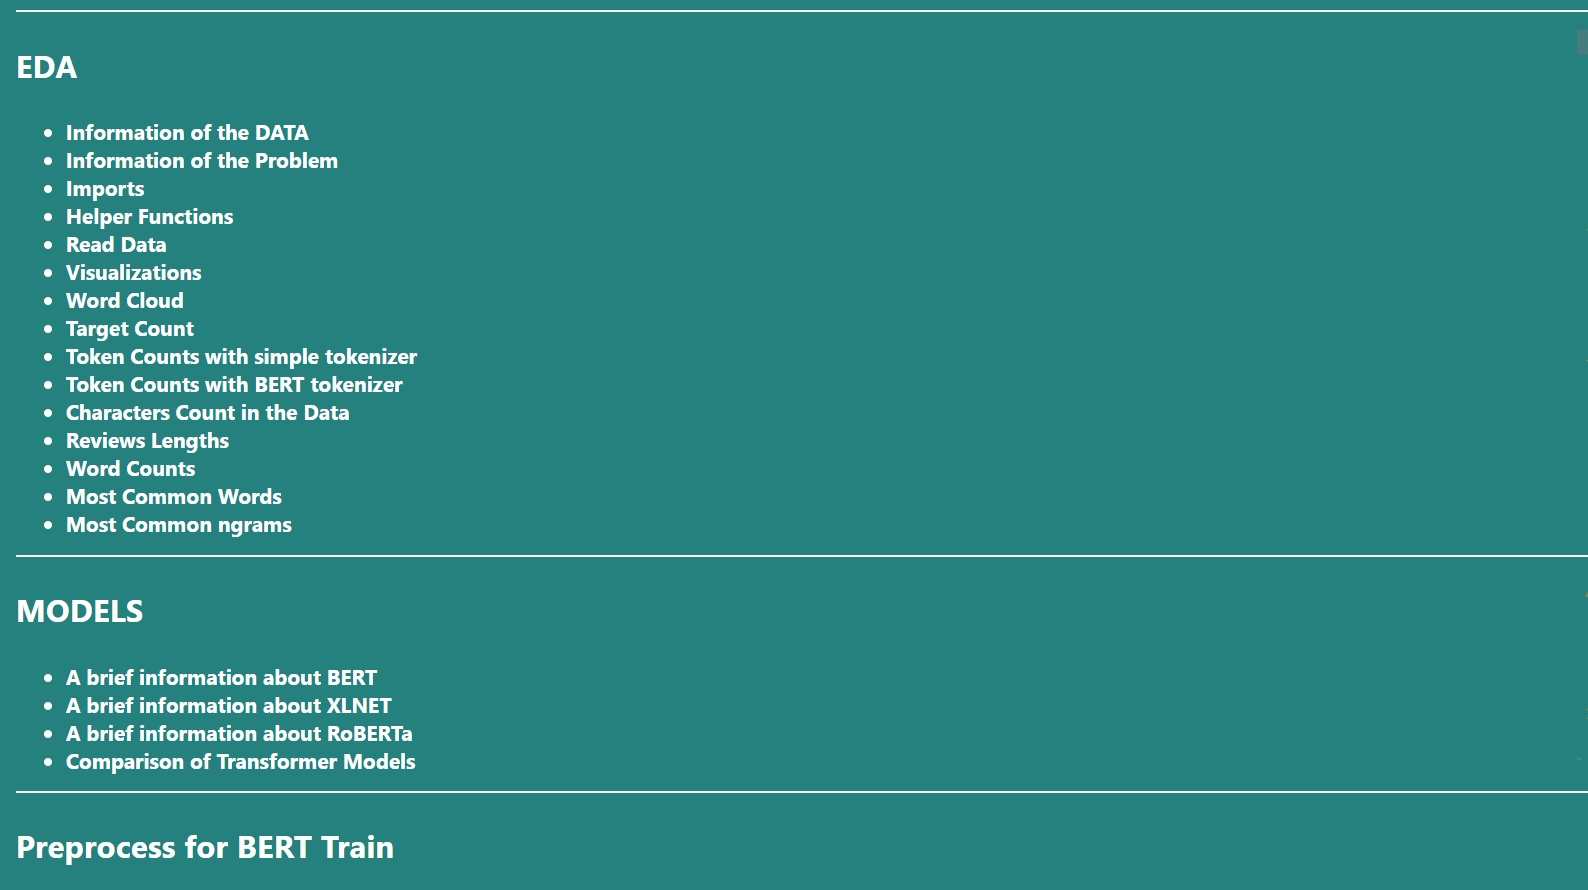 EDA
Information of the DATA
Information of the Problem
Imports
Helper Functions
Read Data
Visualizations
Word Cloud
Target Count
Token Counts with simple tokenizer
Token Counts with BERT tokenizer
Characters Count in the Data
Reviews Lengths
Word Counts
Most Common Words
Most Common ngrams
MODELS
A brief information about BERT
A brief information about XLNET
A brief information about RoBERTa
Comparison of Transformer Models
Preprocess for BERT Train